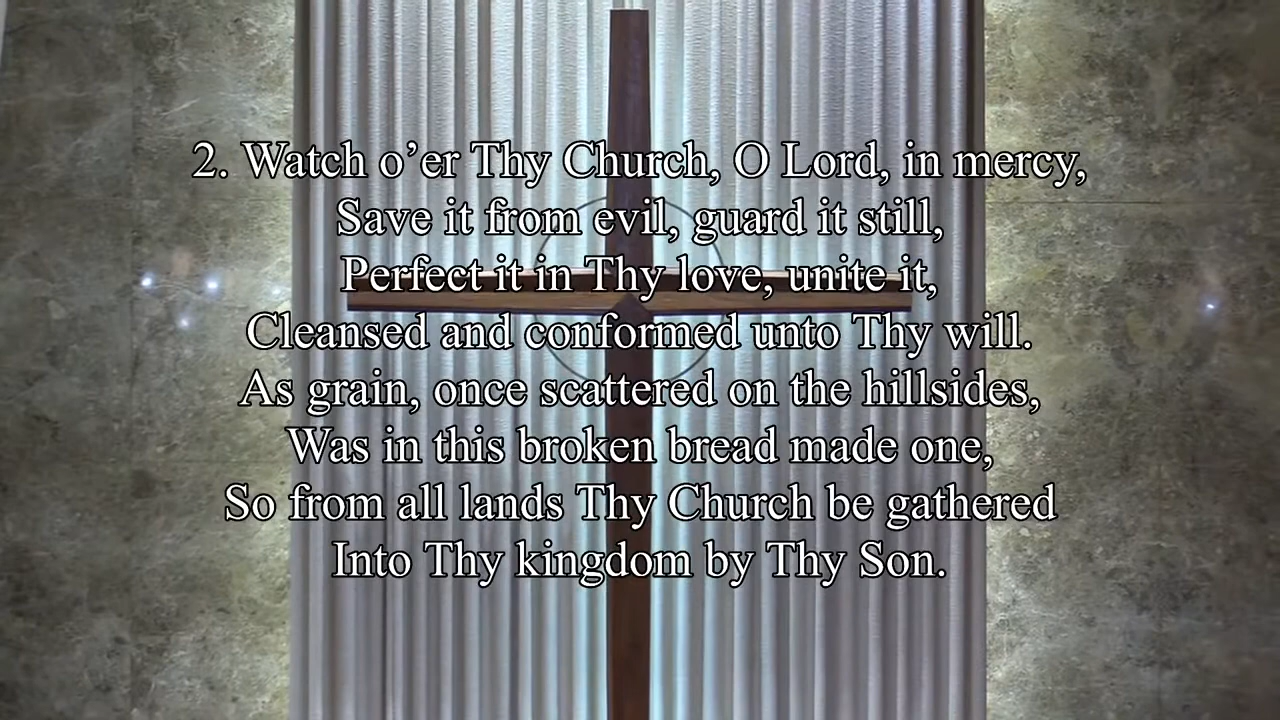 2. Watch o’er Thy Church, O Lord, in mercy,
Save it from evil, guard it still,
Perfect it in Thy love, unite it,
Cleansed and conformed unto Thy will.
As grain, once scattered on the hillsides,
Was in this broken bread made one,
So from all lands Thy Church be gathered
Into Thy kingdom by Thy Son.